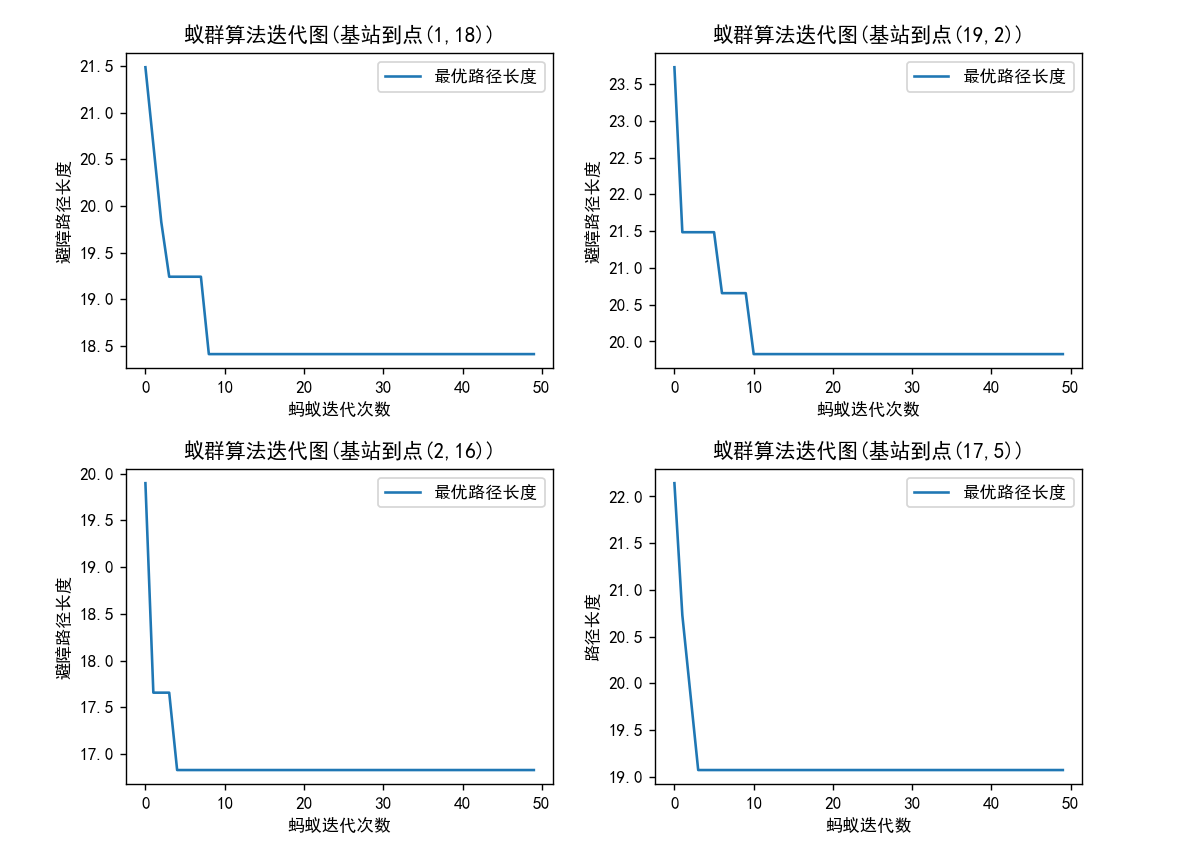 蚁群算法迭代图(基站到点(1,18))
最优路径长度
避障路径长度
21.5
21.0
20.5
20.0
19.5
19.0
18.5
0 10 20 30 40 50
蚂蚁迭代次数
蚁群算法迭代图(基站到点(19,2))
最优路径长度
避障路径长度
23.5
23.0
22.5
22.0
21.5
21.0
20.5
20.0
0 10 20 30 40 50
蚂蚁迭代次数
蚁群算法迭代图(基站到点(2,16))
最优路径长度
避障路径长度
20.0
19.5
19.0
18.5
18.0
17.5
17.0
0 10 20 30 40 50
蚂蚁迭代次数
蚁群算法迭代图(基站到点(17,5))
最优路径长度
路径长度
22.0
21.5
21.0
20.5
20.0
19.5
19.0
0 10 20 30 40 50
蚂蚁迭代数